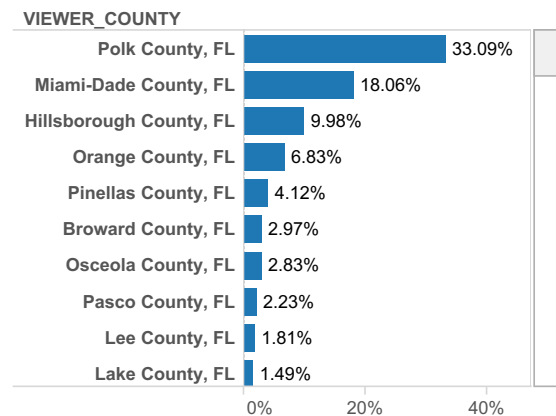 VIEWER_COUNTY
Polk County, FL 33.09%
Miami-Dade County, FL 18.06%
Hillsborough County, FL 9.98%
Orange County, FL 6.83%
Pinellas County, FL 4.12%
Broward County, FL 2.97%
Osceola County, FL 2.83%
Pasco County, FL 2.23%
Lee County, FL 1.81%
Lake County, FL 1.49%
0% 20% 40%